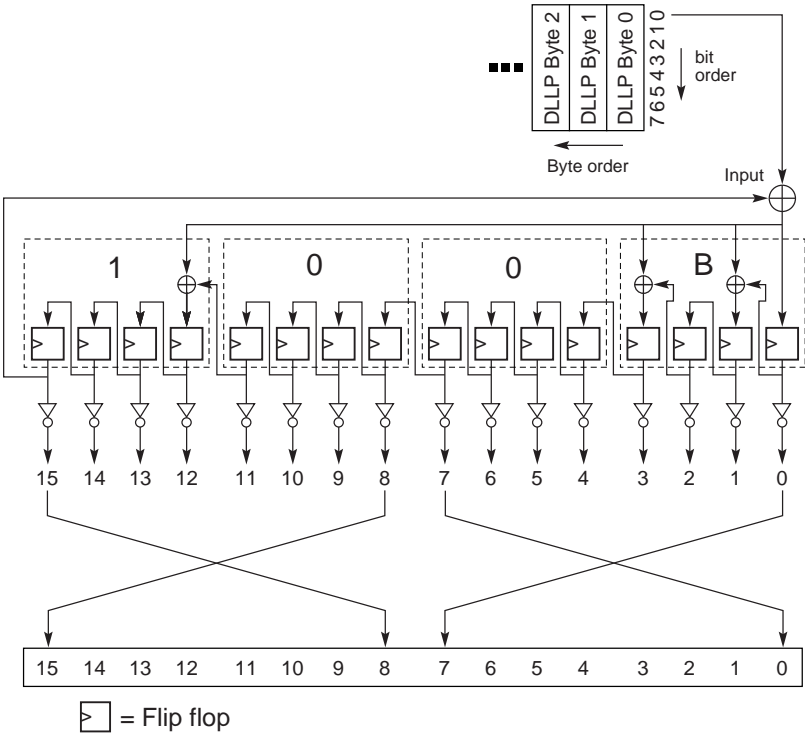 DLLP Byte 2
DLLP Byte 1
DLLP Byte 0
76543210
bit
order
Byte order
Input
1 0 0 B
15 14 13 12 11 10 9 8 7 6 5 4 3 2 1 0
15 14 13 12 11 10 9 8 7 6 5 4 3 2 1 0
= Flip flop